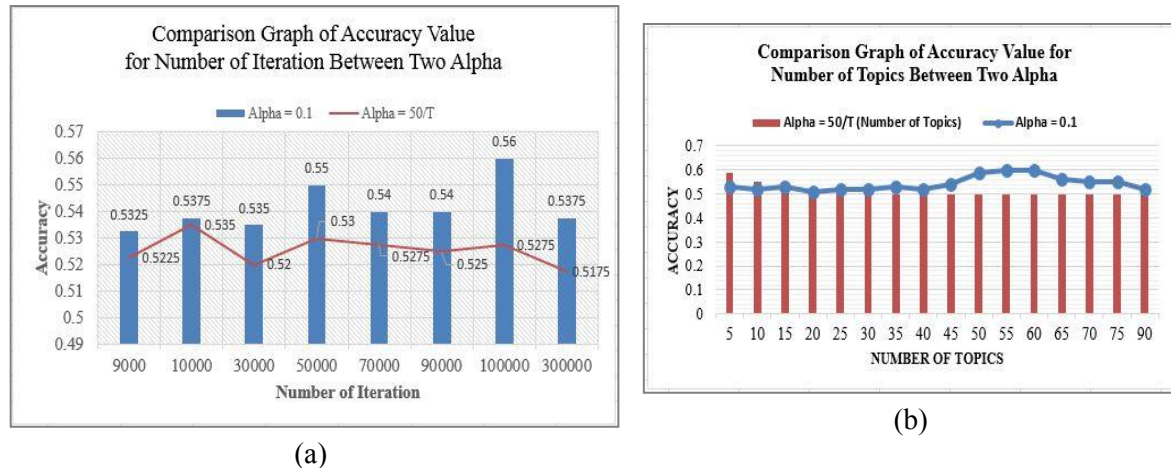 Comparison Graph of Accuracy Value
for Number of Iteration Between Two Alpha
Alpha = 0.1
Alpha = 50/T
Accuracy
0.57
0.56
0.55
0.54
0.53
0.52
0.51
0.5
0.49
0.5325
0.5375
0.535
0.55
0.54
0.54
0.56
0.5375
0.5225
0.535
0.52
0.53
0.5275
0.525
0.5275
0.5175
9000 10000 30000 50000 70000 90000 100000 300000
Number of Iteration
(a)
Comparison Graph of Accuracy Value for
Number of Topics Between Two Alpha
Alpha = 50/T (Number of Topics)
Alpha = 0.1
ACCURACY
0.7
0.6
0.5
0.4
0.3
0.2
0.1
0
5 10 15 20 25 30 35 40 45 50 55 60 65 70 75 90
NUMBER OF TOPICS
(b)